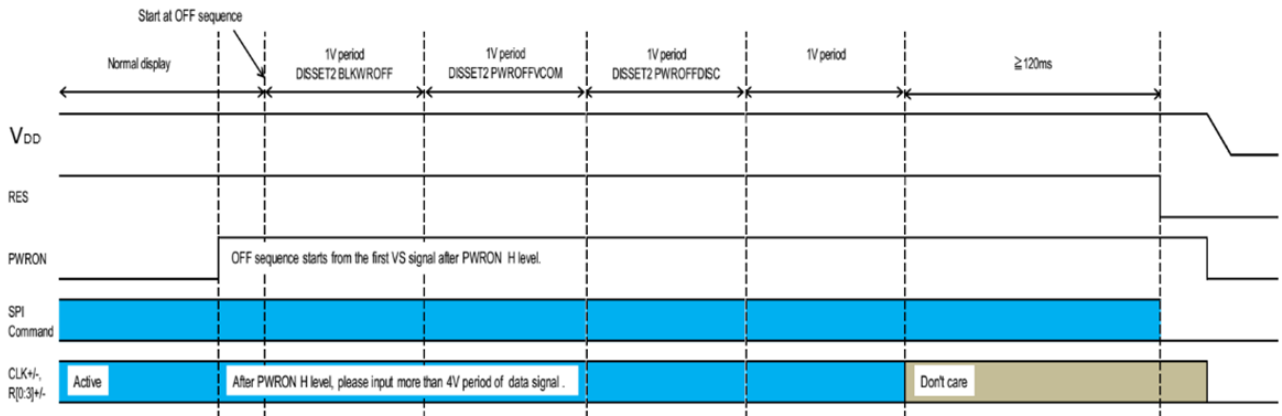 Start at OFF sequence
Normal display
1V period
DISSET2 BLKWROFF
1V period
DISSET2 PWROFFVCOM
1V period
DISSET2 PWROFFDISC
1V period
≧120ms
VDD
RES
PWRON
OFF sequence starts from the first VS signal after PWRON H level.
SPI
Command
CLK+/-,
R[0:3]+/-
Active
After PWRON H level, please input more than 4V period of data signal .
Don't care